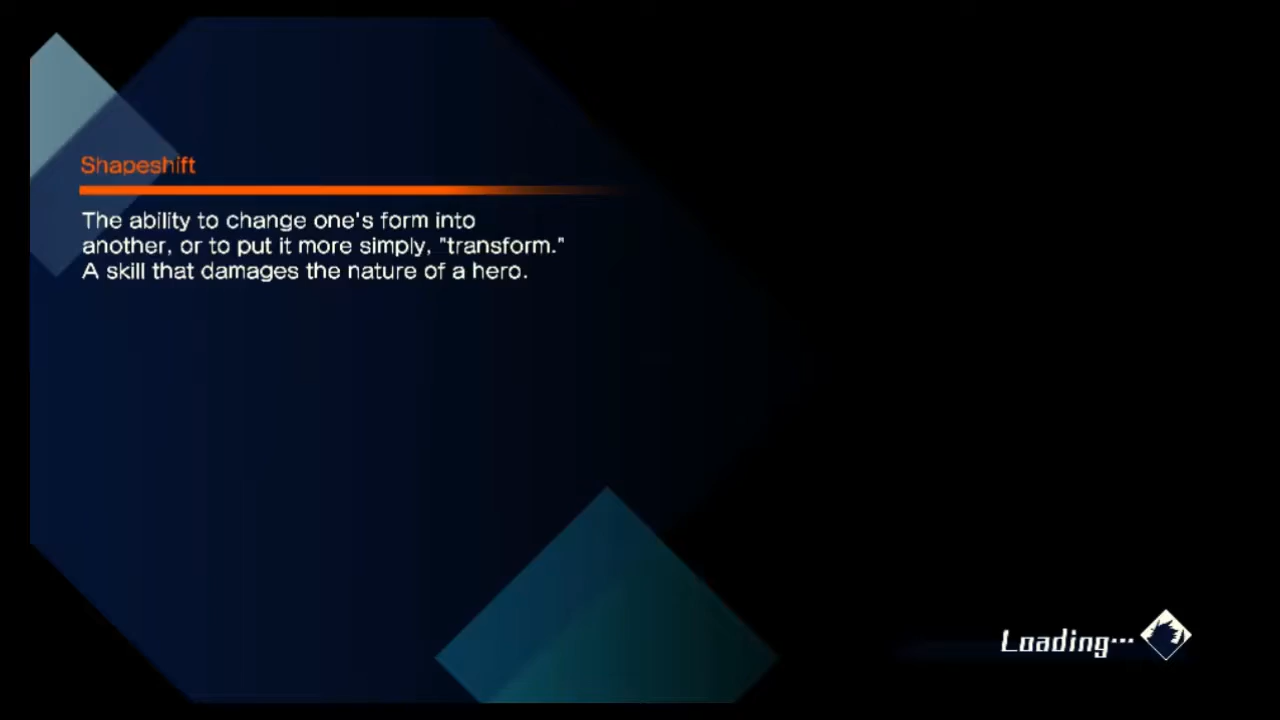 Shapeshift
The ability to change one's form into
another, or to put it more simply, "transform."
A skill that damages the nature of a hero.
Loading…